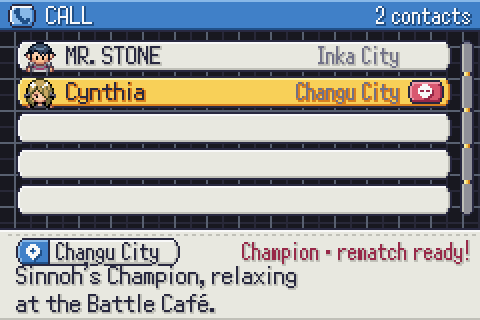 CALL
2 contacts
MR. STONE
Inka City
Cynthia
Changu City
Changu City
Champion · rematch ready!
Sinnoh's Champion, relaxing
at the Battle Café.